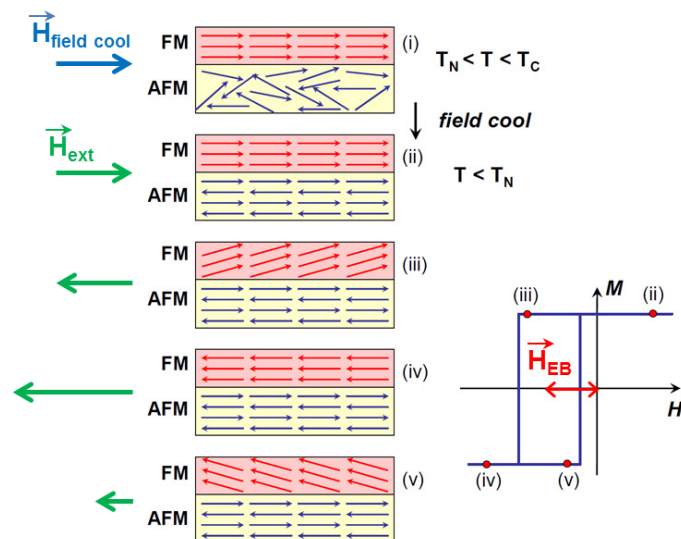 H field cool
FM
(i)
T_N < T < T_C
AFM
field cool
H ext
FM
(ii)
T < T_N
AFM
FM
(iii)
AFM
FM
(iv)
AFM
FM
(v)
AFM
M
(iii)
(ii)
H_EB
H
(iv)
(v)